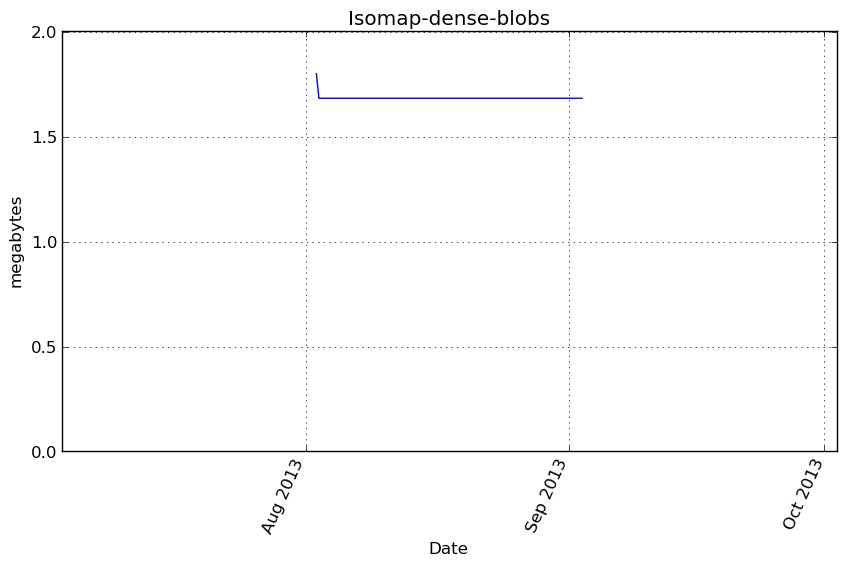 Isomap-dense-blobs
2.0
1.5
1.0
0.5
0.0
megabytes
Aug 2013
Sep 2013
Oct 2013
Date